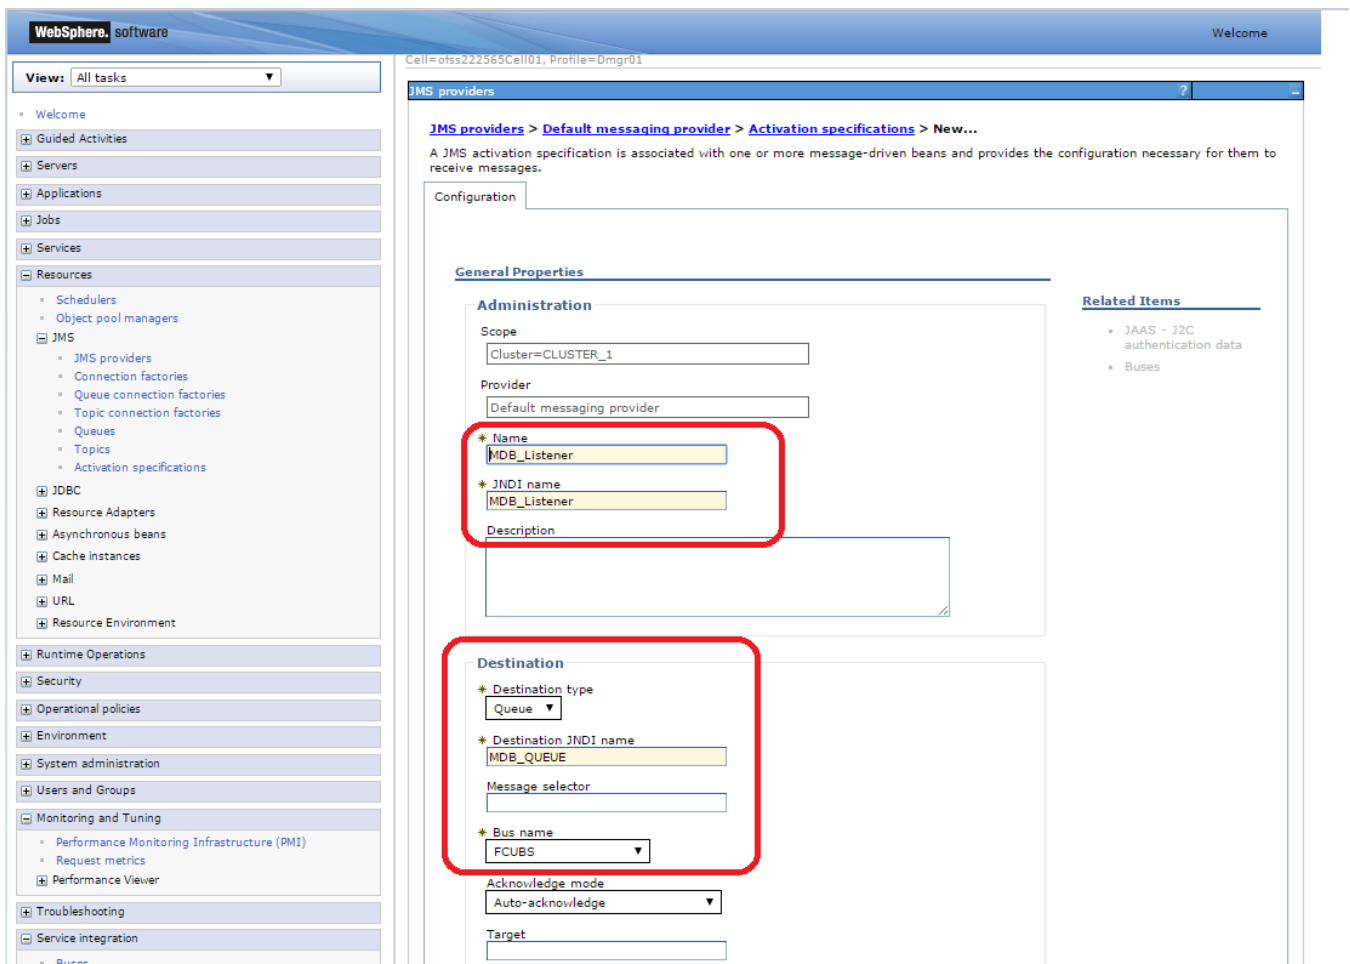 WebSphere. software
Welcome
View: All tasks
Cell=ofss222565Cell01, Profile=Dmgr01
Welcome
Guided Activities
Servers
Applications
Jobs
Services
Resources
Schedulers
Object pool managers
JMS
JMS providers
Connection factories
Queue connection factories
Topic connection factories
Queues
Topics
Activation specifications
JDBC
Resource Adapters
Asynchronous beans
Cache instances
Mail
URL
Resource Environment
Runtime Operations
Security
Operational policies
Environment
System administration
Users and Groups
Monitoring and Tuning
Performance Monitoring Infrastructure (PMI)
Request metrics
Performance Viewer
Troubleshooting
Service integration
Buses
JMS providers
?
JMS providers > Default messaging provider > Activation specifications > New...
A JMS activation specification is associated with one or more message-driven beans and provides the configuration necessary for them to
receive messages.
Configuration
General Properties
Administration
Scope
Cluster=CLUSTER_1
Provider
Default messaging provider
* Name
MDB_Listener
* JNDI name
MDB_Listener
Description
Destination
* Destination type
Queue
* Destination JNDI name
MDB_QUEUE
Message selector
* Bus name
FCUBS
Acknowledge mode
Auto-acknowledge
Target
Related Items
JAAS - J2C
authentication data
Buses